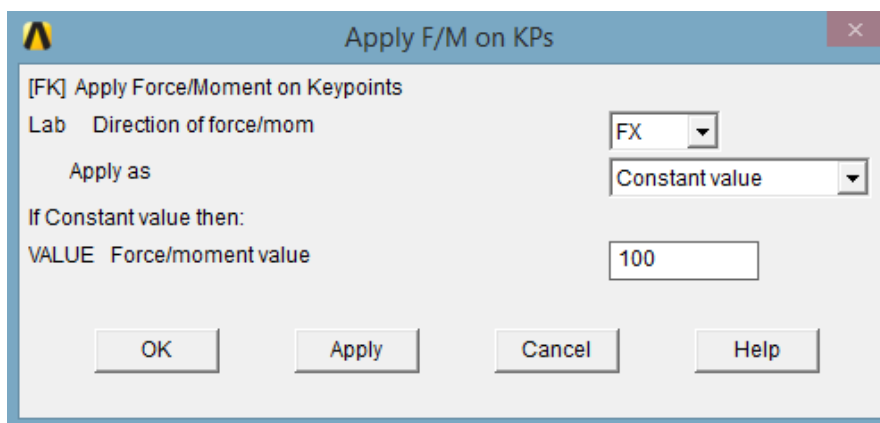 Apply F/M on KPs
[FK] Apply Force/Moment on Keypoints
Lab Direction of force/mom FX
Apply as Constant value
If Constant value then:
VALUE Force/moment value 100
OK Apply Cancel Help